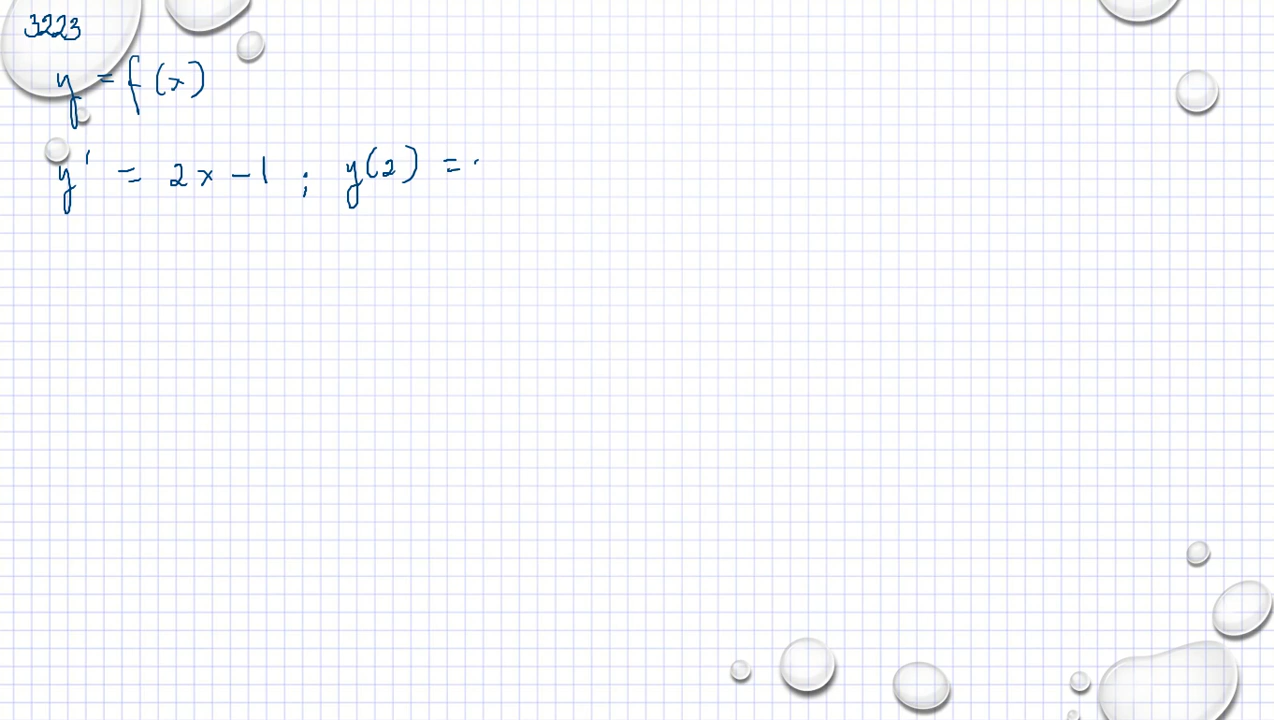 3223
y = f(x)
y' = 2x - 1 ; y(2) =